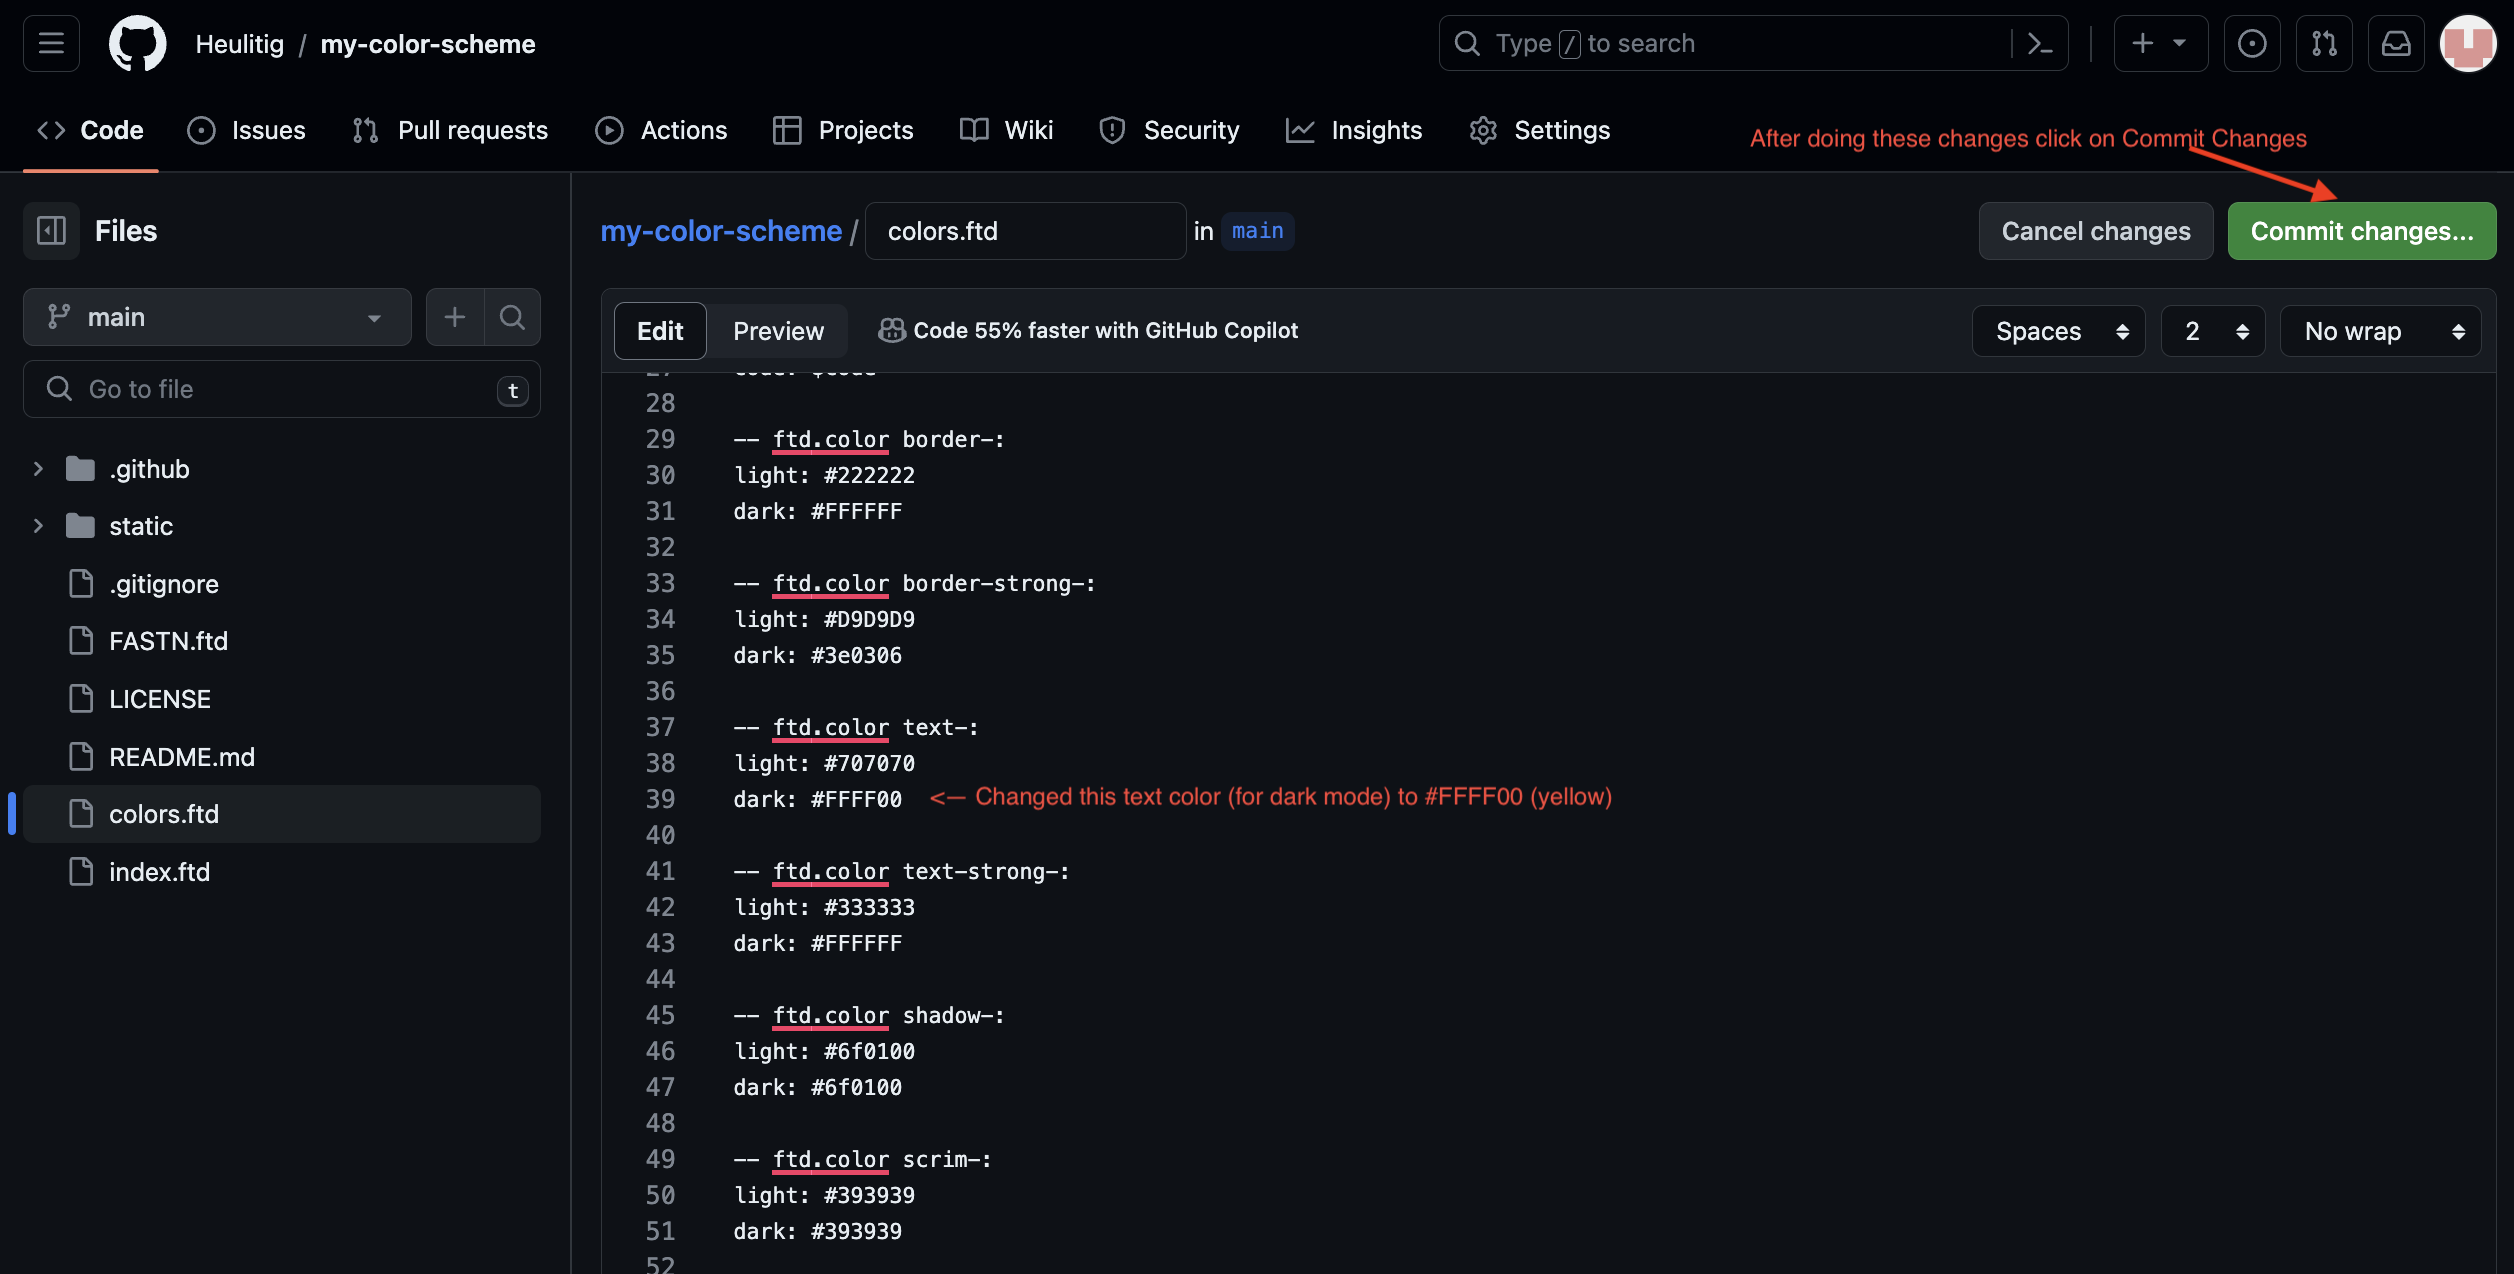 Heulitig / my-color-scheme
Type / to search
Code
Issues
Pull requests
Actions
Projects
Wiki
Security
Insights
Settings
After doing these changes click on Commit Changes
Files
my-color-scheme / colors.ftd in main
Cancel changes
Commit changes...
main
Edit
Preview
Code 55% faster with GitHub Copilot
Spaces
2
No wrap
Go to file
t
.github
static
.gitignore
FASTN.ftd
LICENSE
README.md
colors.ftd
index.ftd
27 code: $code
28
29 -- ftd.color border-:
30 light: #222222
31 dark: #FFFFFF
32
33 -- ftd.color border-strong-:
34 light: #D9D9D9
35 dark: #3e0306
36
37 -- ftd.color text-:
38 light: #707070
39 dark: #FFFF00 <— Changed this text color (for dark mode) to #FFFF00 (yellow)
40
41 -- ftd.color text-strong-:
42 light: #333333
43 dark: #FFFFFF
44
45 -- ftd.color shadow-:
46 light: #6f0100
47 dark: #6f0100
48
49 -- ftd.color scrim-:
50 light: #393939
51 dark: #393939
52